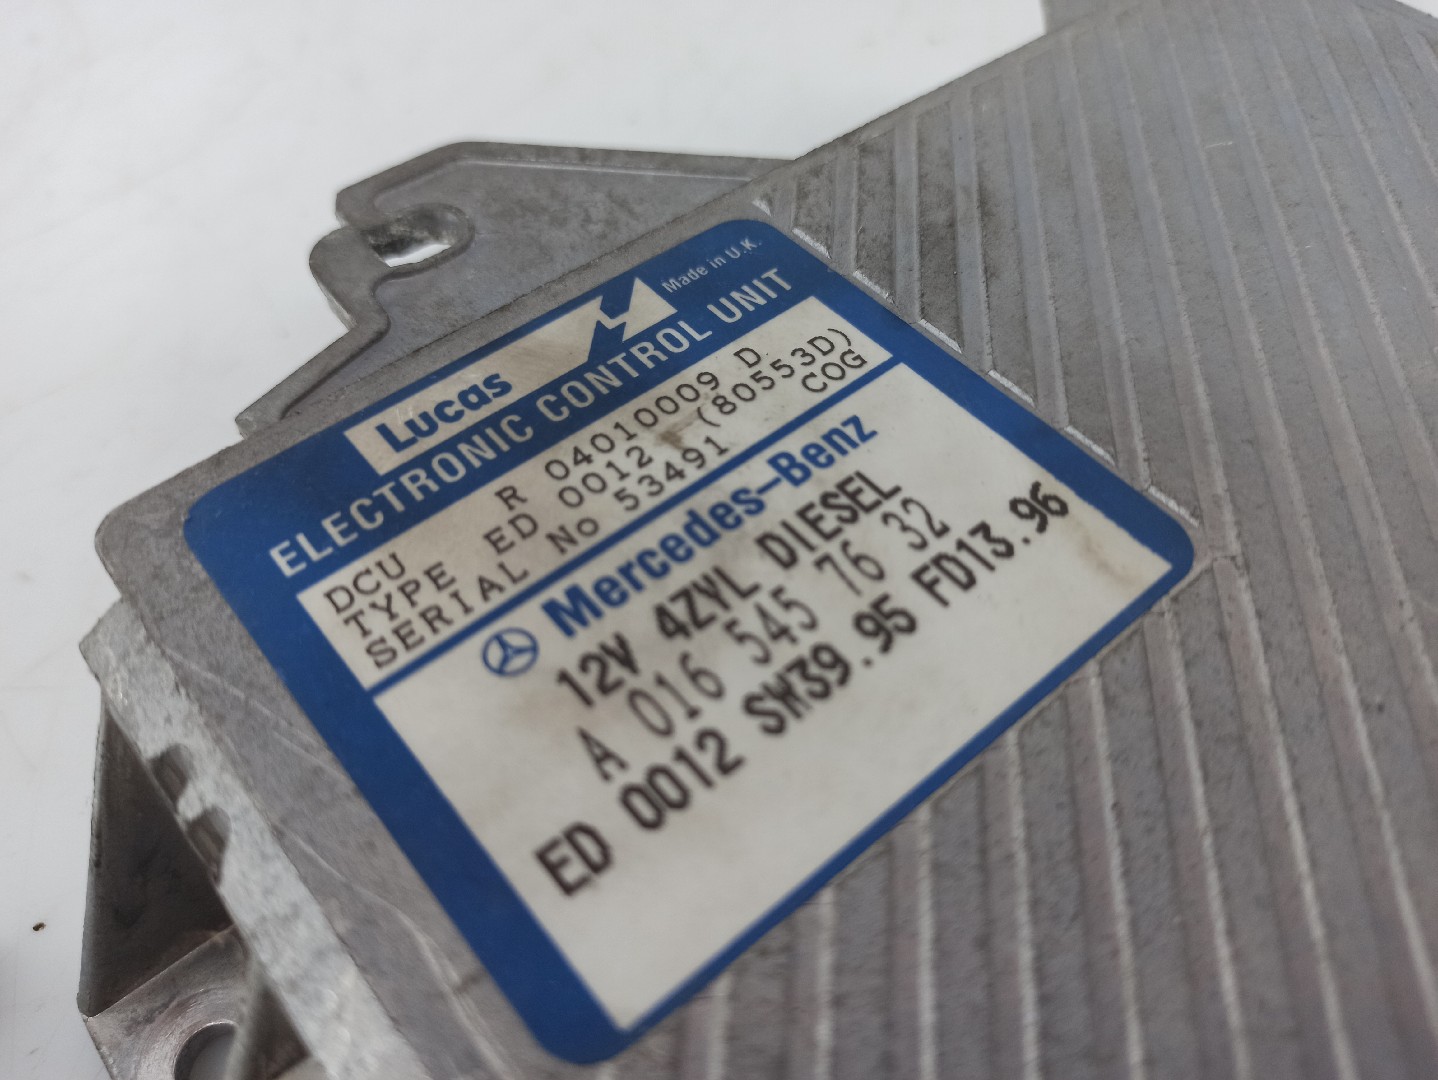 Lucas
Made in U.K.
ELECTRONIC CONTROL UNIT
DCU R 04010009 D
TYPE ED 0012 (80553D)
SERIAL No 53491 COG
Mercedes-Benz
12V 4ZYL DIESEL
A 016 545 76 32
ED 0012 SW39.95 FD13.96